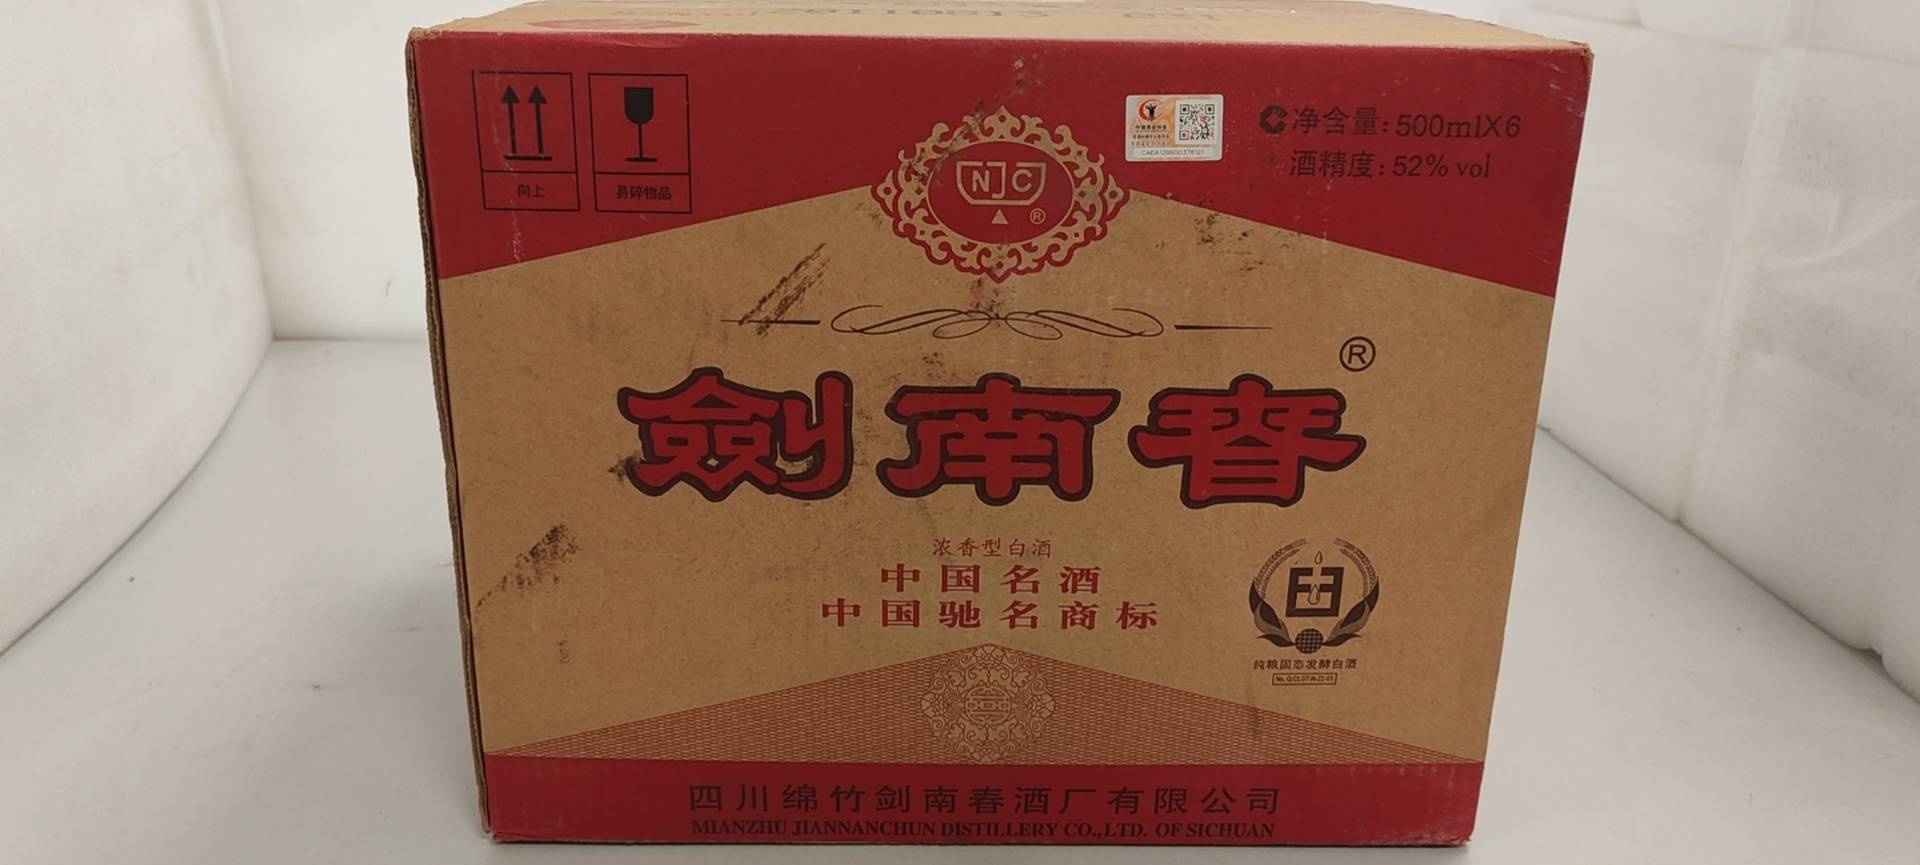 向上
易碎物品
NJC
®
净含量:500mlX6
酒精度:52% vol
®
劍南春
浓香型白酒
中国名酒
中国驰名商标
纯粮固态发酵白酒
四川绵竹剑南春酒厂有限公司
MIANZHU JIANNANCHUN DISTILLERY CO.,LTD. OF SICHUAN